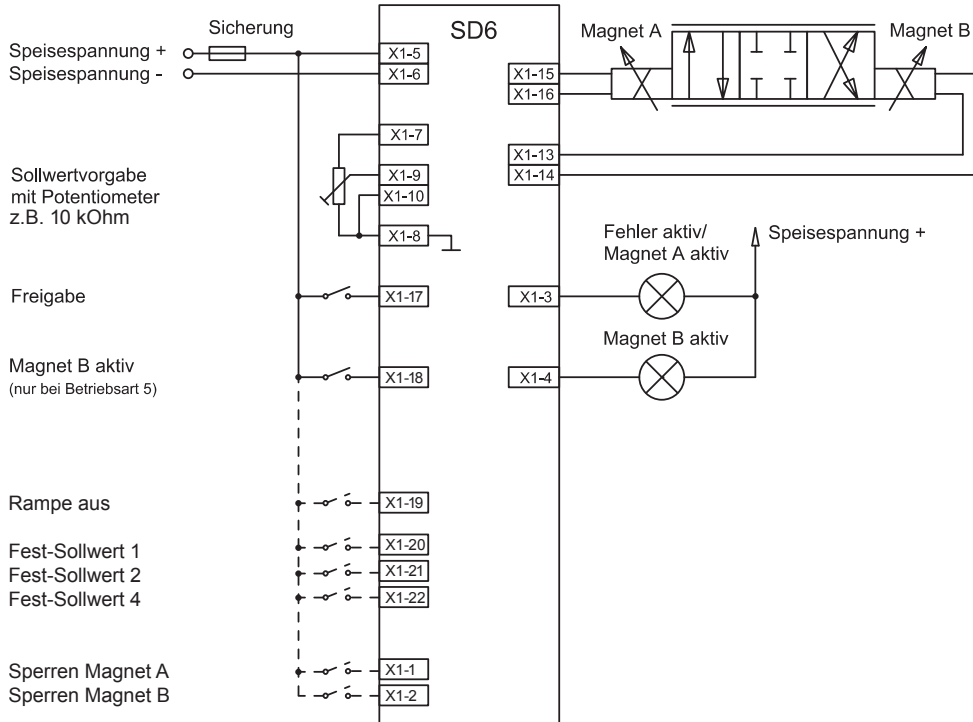 Sicherung
SD6
Magnet A
Magnet B
Speisespannung +
X1-5
Speisespannung -
X1-6
X1-15
X1-16
X1-7
X1-13
Sollwertvorgabe
mit Potentiometer
z.B. 10 kOhm
X1-9
X1-14
X1-10
X1-8
Fehler aktiv/
Magnet A aktiv
Speisespannung +
Freigabe
X1-17
X1-3
Magnet B aktiv
Magnet B aktiv
(nur bei Betriebsart 5)
X1-18
X1-4
Rampe aus
X1-19
Fest-Sollwert 1
X1-20
Fest-Sollwert 2
X1-21
Fest-Sollwert 4
X1-22
Sperren Magnet A
X1-1
Sperren Magnet B
X1-2